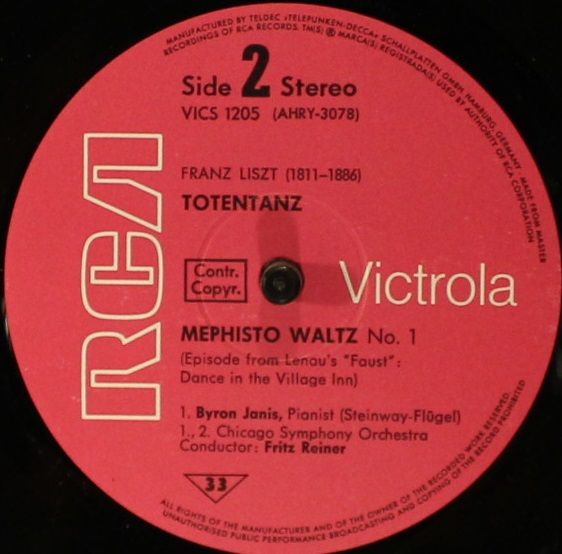 MANUFACTURED BY TELDEC »TELEFUNKEN-DECCA« SCHALLPLATTEN GMBH, HAMBURG, GERMANY · MADE FROM MASTER
RECORDINGS OF RCA RECORDS. TM(S) ® MARCA(S) REGISTRADA(S) USED BY AUTHORITY OF RCA CORPORATION
Side 2 Stereo
VICS 1205 (AHRY-3078)
FRANZ LISZT (1811–1886)
TOTENTANZ
RCA
Contr.
Copyr.
Victrola
MEPHISTO WALTZ No. 1
(Episode from Lenau's "Faust":
Dance in the Village Inn)
1. Byron Janis, Pianist (Steinway-Flügel)
1., 2. Chicago Symphony Orchestra
Conductor: Fritz Reiner
33
ALL RIGHTS OF THE MANUFACTURER AND OF THE OWNER OF THE RECORDED WORK RESERVED.
UNAUTHORISED PUBLIC PERFORMANCE BROADCASTING AND COPYING OF THE RECORD PROHIBITED